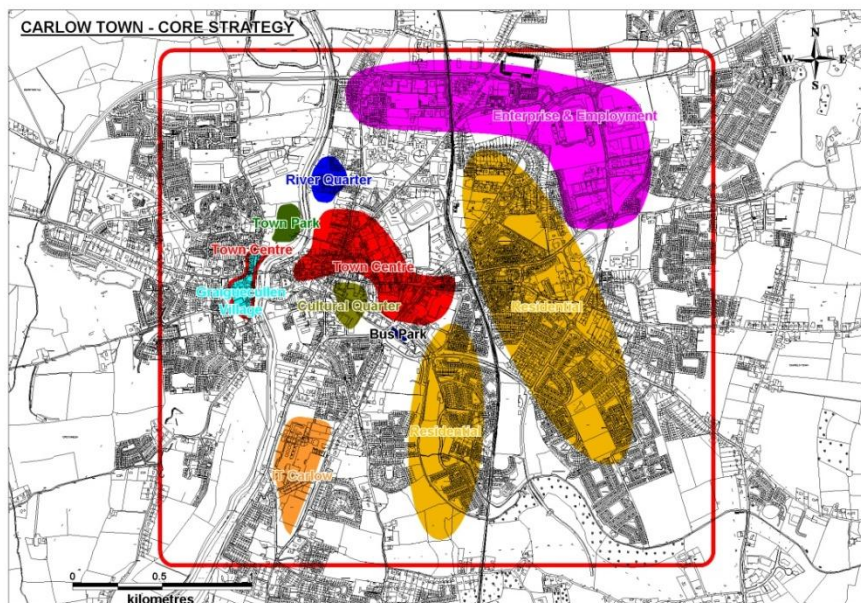 CARLOW TOWN - CORE STRATEGY
N
W E
S
Enterprise & Employment
River Quarter
Town Park
Town Centre
Town Centre
Graiguecullen
Village
Cultural Quarter
Residential
Bus Park
Residential
IT Carlow
0 0.5
kilometres